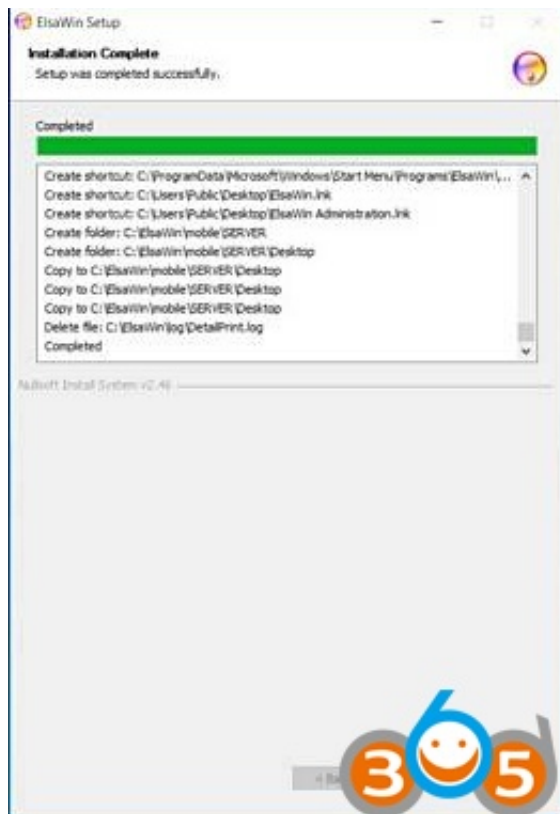 ElsaWin Setup
Installation Complete
Setup was completed successfully.
Completed
Create shortcut: C:\ProgramData\Microsoft\Windows\Start Menu\Programs\ElsaWin\,...
Create shortcut: C:\Users\Public\Desktop\ElsaWin.lnk
Create shortcut: C:\Users\Public\Desktop\ElsaWin Administration.lnk
Create folder: C:\ElsaWin\mobile\SERVER
Create folder: C:\ElsaWin\mobile\SERVER\Desktop
Copy to C:\ElsaWin\mobile\SERVER\Desktop
Copy to C:\ElsaWin\mobile\SERVER\Desktop
Copy to C:\ElsaWin\mobile\SERVER\Desktop
Delete file: C:\ElsaWin\log\DetailPrint.log
Completed
Nullsoft Install System v2.46
365